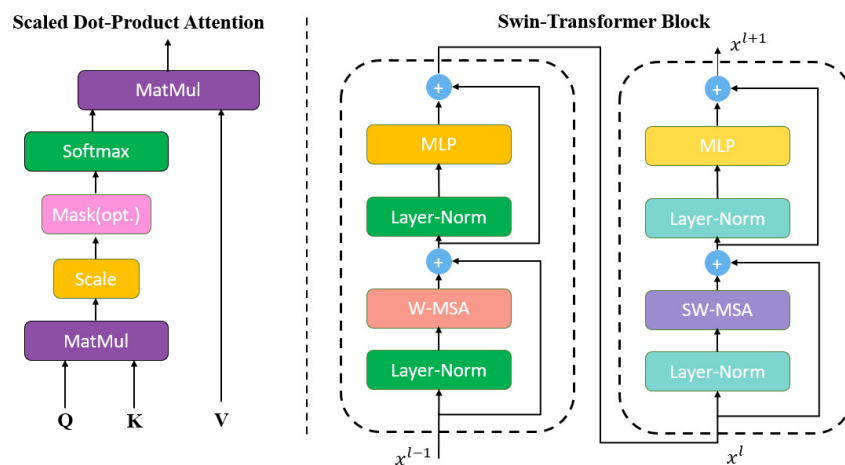 Scaled Dot-Product Attention
MatMul
Softmax
Mask(opt.)
Scale
MatMul
Q K V
Swin-Transformer Block
+
MLP
Layer-Norm
+
W-MSA
Layer-Norm
x^{l-1}
x^{l+1}
+
MLP
Layer-Norm
+
SW-MSA
Layer-Norm
x^l